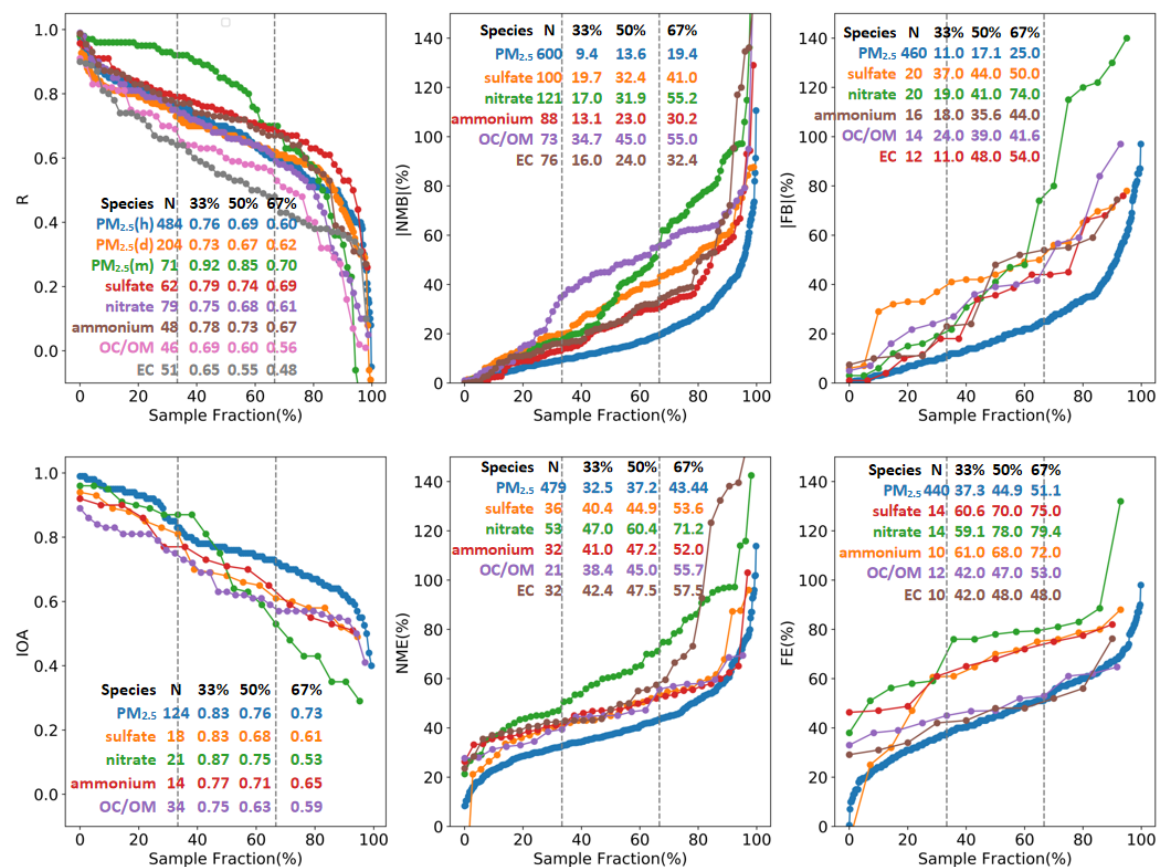 Species N 33% 50% 67%
PM2.5(h) 484 0.76 0.69 0.60
PM2.5(d) 204 0.73 0.67 0.62
PM2.5(m) 71 0.92 0.85 0.70
sulfate 62 0.79 0.74 0.69
nitrate 79 0.75 0.68 0.61
ammonium 48 0.78 0.73 0.67
OC/OM 46 0.69 0.60 0.56
EC 51 0.65 0.55 0.48
R
1.0
0.8
0.6
0.4
0.2
0.0
0 20 40 60 80 100
Sample Fraction(%)
Species N 33% 50% 67%
PM2.5 600 9.4 13.6 19.4
sulfate 100 19.7 32.4 41.0
nitrate 121 17.0 31.9 55.2
ammonium 88 13.1 23.0 30.2
OC/OM 73 34.7 45.0 55.0
EC 76 16.0 24.0 32.4
|NMB|(%)
140
120
100
80
60
40
20
0
0 20 40 60 80 100
Sample Fraction(%)
Species N 33% 50% 67%
PM2.5 460 11.0 17.1 25.0
sulfate 20 37.0 44.0 50.0
nitrate 20 19.0 41.0 74.0
ammonium 16 18.0 35.6 44.0
OC/OM 14 24.0 39.0 41.6
EC 12 11.0 48.0 54.0
|FB|(%)
140
120
100
80
60
40
20
0
0 20 40 60 80 100
Sample Fraction(%)
Species N 33% 50% 67%
PM2.5 124 0.83 0.76 0.73
sulfate 18 0.83 0.68 0.61
nitrate 21 0.87 0.75 0.53
ammonium 14 0.77 0.71 0.65
OC/OM 34 0.75 0.63 0.59
IOA
1.0
0.8
0.6
0.4
0.2
0.0
0 20 40 60 80 100
Sample Fraction(%)
Species N 33% 50% 67%
PM2.5 479 32.5 37.2 43.44
sulfate 36 40.4 44.9 53.6
nitrate 53 47.0 60.4 71.2
ammonium 32 41.0 47.2 52.0
OC/OM 21 38.4 45.0 55.7
EC 32 42.4 47.5 57.5
NME(%)
140
120
100
80
60
40
20
0
0 20 40 60 80 100
Sample Fraction(%)
Species N 33% 50% 67%
PM2.5 440 37.3 44.9 51.1
sulfate 14 60.6 70.0 75.0
nitrate 14 59.1 78.0 79.4
ammonium 10 61.0 68.0 72.0
OC/OM 12 42.0 47.0 53.0
EC 10 42.0 48.0 48.0
FE(%)
140
120
100
80
60
40
20
0
0 20 40 60 80 100
Sample Fraction(%)